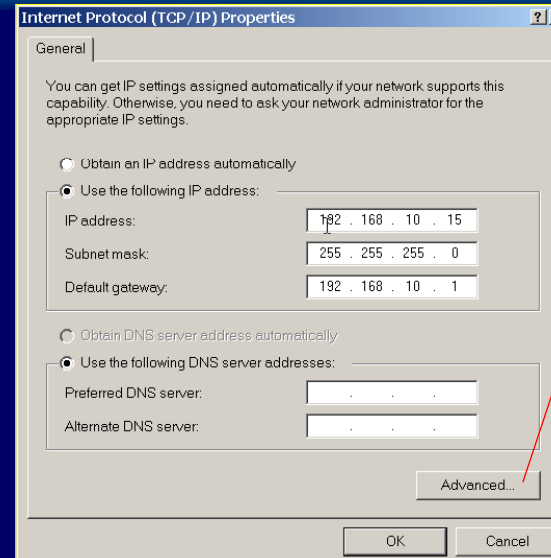 Internet Protocol (TCP/IP) Properties
?
General
You can get IP settings assigned automatically if your network supports this
capability. Otherwise, you need to ask your network administrator for the
appropriate IP settings.
Obtain an IP address automatically
Use the following IP address:
IP address: 192 . 168 . 10 . 15
Subnet mask: 255 . 255 . 255 . 0
Default gateway: 192 . 168 . 10 . 1
Obtain DNS server address automatically
Use the following DNS server addresses:
Preferred DNS server: . . .
Alternate DNS server: . . .
Advanced...
OK Cancel